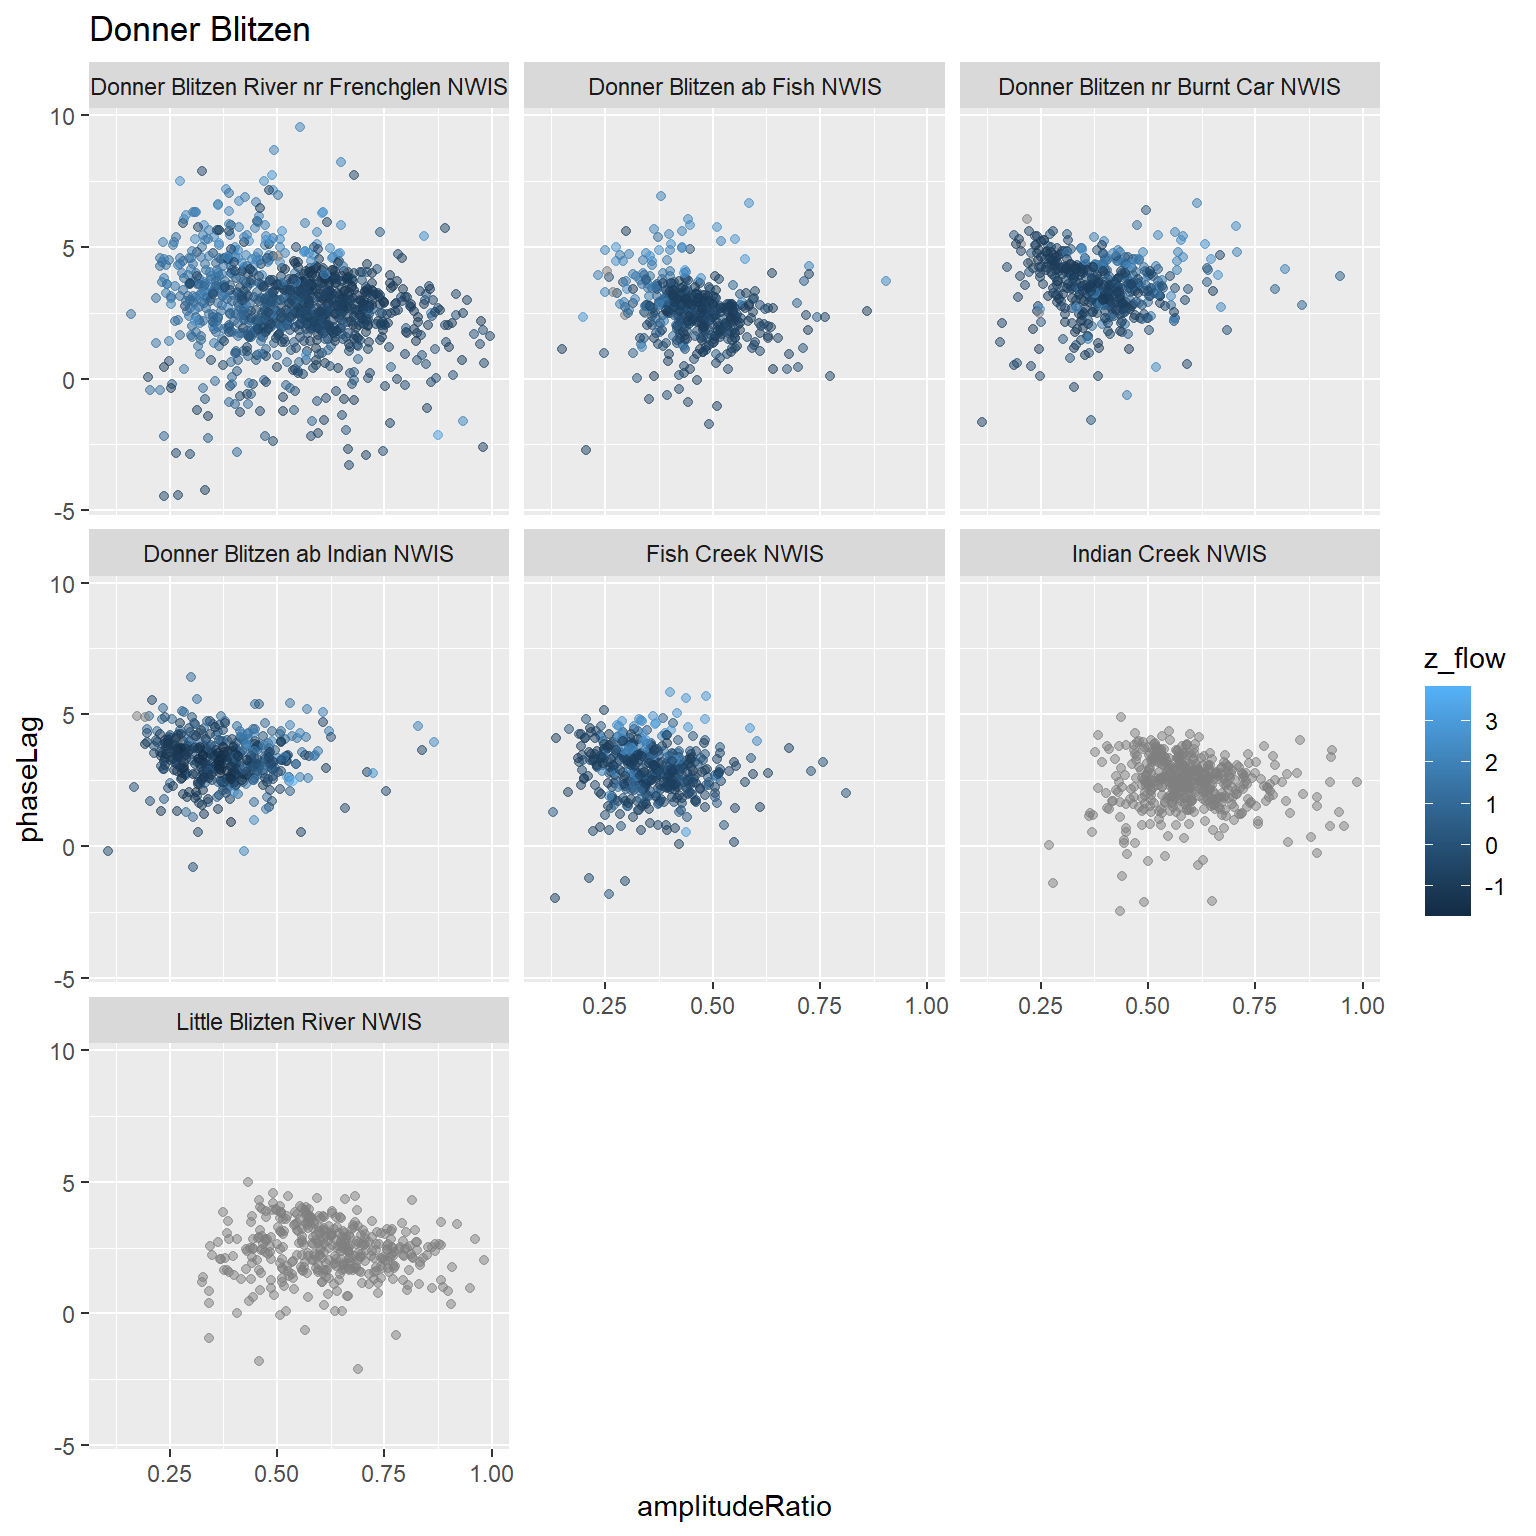 Donner Blitzen
Donner Blitzen River nr Frenchglen NWIS
Donner Blitzen ab Fish NWIS
Donner Blitzen nr Burnt Car NWIS
10
5
0
-5
Donner Blitzen ab Indian NWIS
Fish Creek NWIS
Indian Creek NWIS
10
5
0
-5
0.25 0.50 0.75 1.00
0.25 0.50 0.75 1.00
Little Blizten River NWIS
10
5
0
-5
0.25 0.50 0.75 1.00
phaseLag
amplitudeRatio
z_flow
3
2
1
0
-1